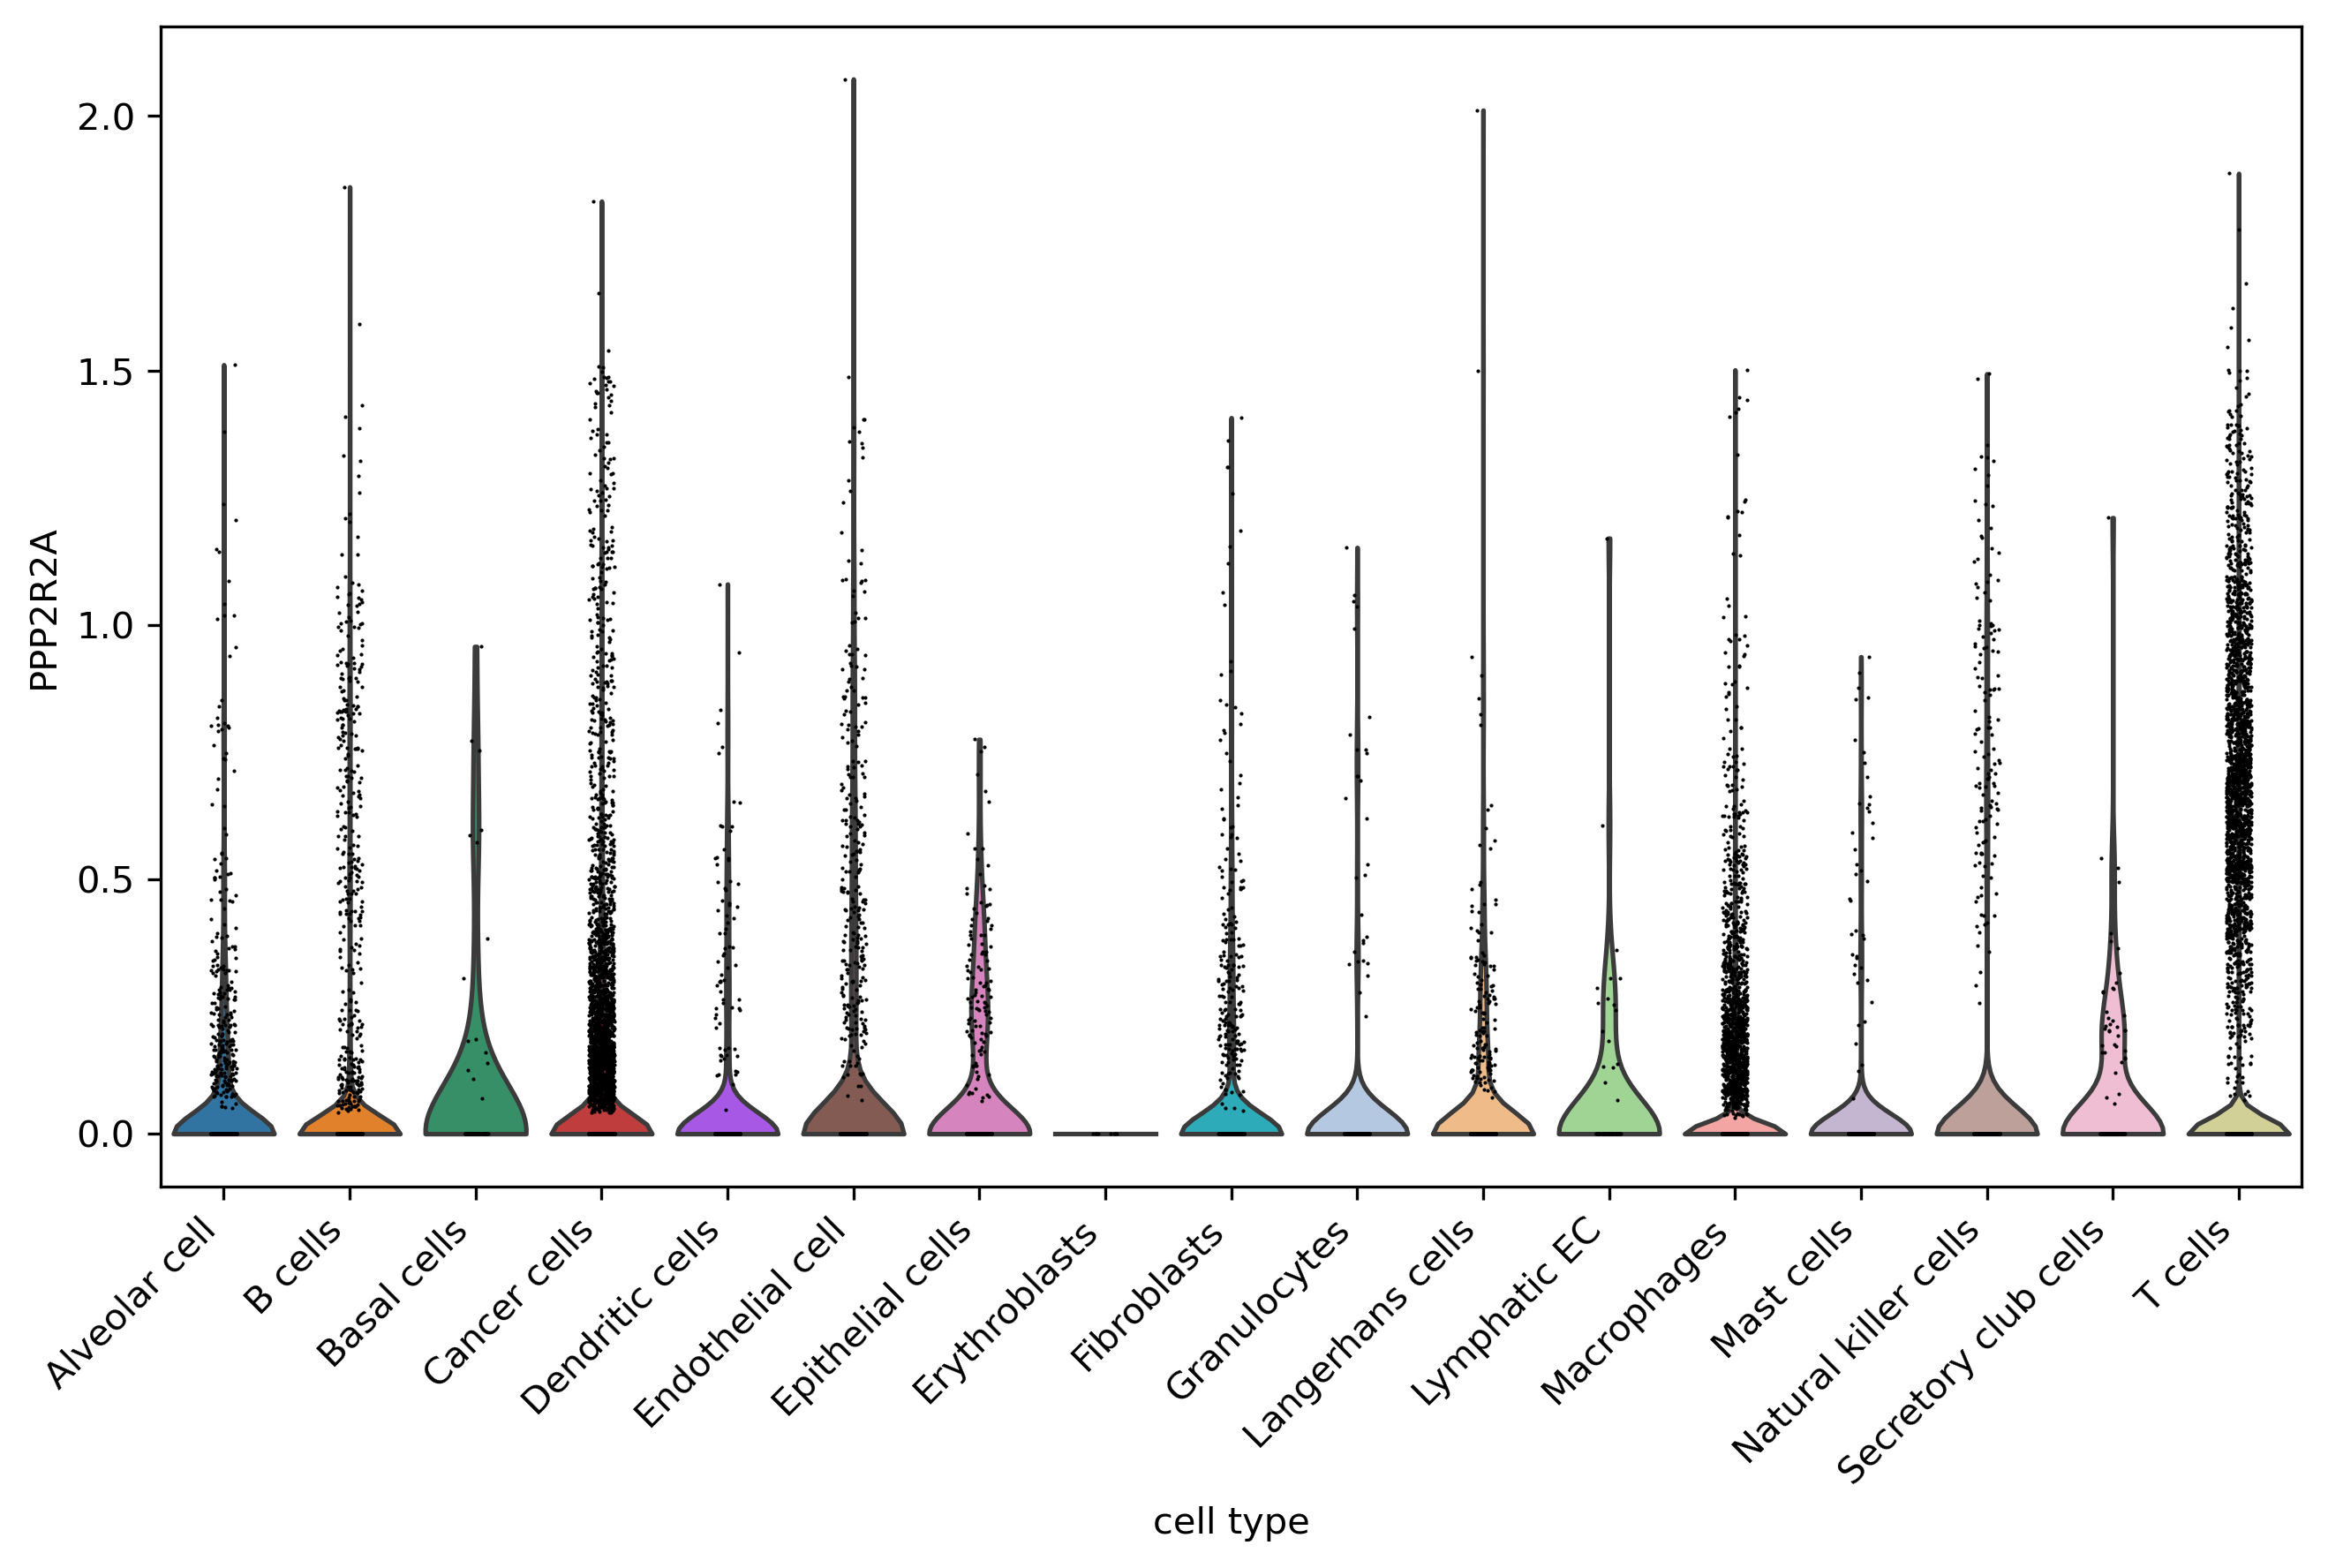 PPP2R2A
2.0
1.5
1.0
0.5
0.0
Alveolar cell
B cells
Basal cells
Cancer cells
Dendritic cells
Endothelial cell
Epithelial cells
Erythroblasts
Fibroblasts
Granulocytes
Langerhans cells
Lymphatic EC
Macrophages
Mast cells
Natural killer cells
Secretory club cells
T cells
cell type